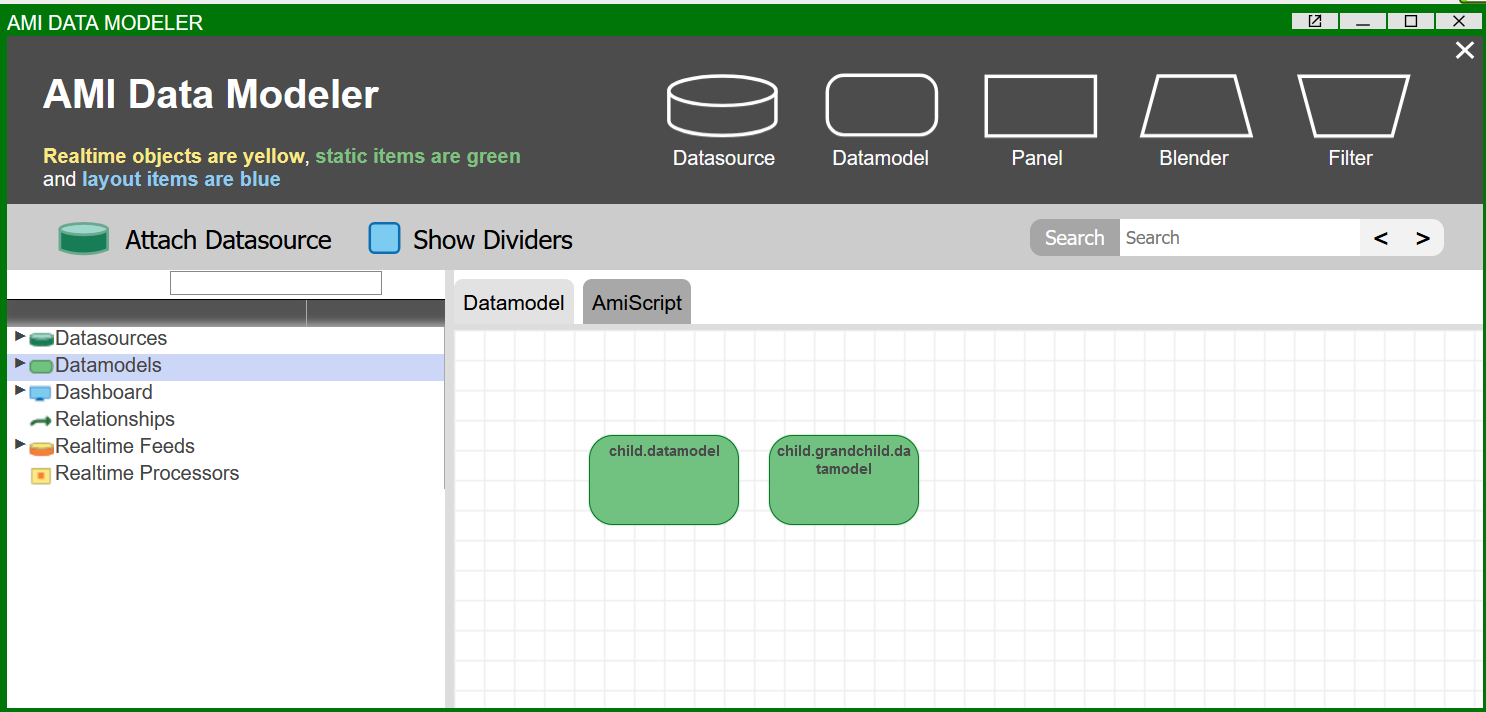 AMI DATA MODELER
AMI Data Modeler
Realtime objects are yellow, static items are green
and layout items are blue
Datasource
Datamodel
Panel
Blender
Filter
Attach Datasource
Show Dividers
Search
Search
< >
Datasources
Datamodels
Dashboard
Relationships
Realtime Feeds
Realtime Processors
Datamodel
AmiScript
child.datamodel
child.grandchild.da
tamodel